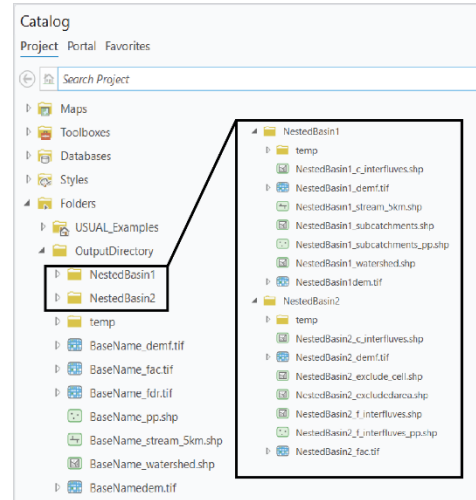 Catalog
Project Portal Favorites
Search Project
Maps
Toolboxes
Databases
Styles
Folders
USUAL_Examples
OutputDirectory
NestedBasin1
NestedBasin2
temp
BaseName_demf.tif
BaseName_fac.tif
BaseName_fdr.tif
BaseName_pp.shp
BaseName_stream_5km.shp
BaseName_watershed.shp
BaseNamedem.tif
NestedBasin1
temp
NestedBasin1_c_interfluves.shp
NestedBasin1_demf.tif
NestedBasin1_stream_5km.shp
NestedBasin1_subcatchments.shp
NestedBasin1_subcatchments_pp.shp
NestedBasin1_watershed.shp
NestedBasin1dem.tif
NestedBasin2
temp
NestedBasin2_c_interfluves.shp
NestedBasin2_demf.tif
NestedBasin2_exclude_cell.shp
NestedBasin2_excludedarea.shp
NestedBasin2_f_interfluves.shp
NestedBasin2_f_interfluves_pp.shp
NestedBasin2_fac.tif